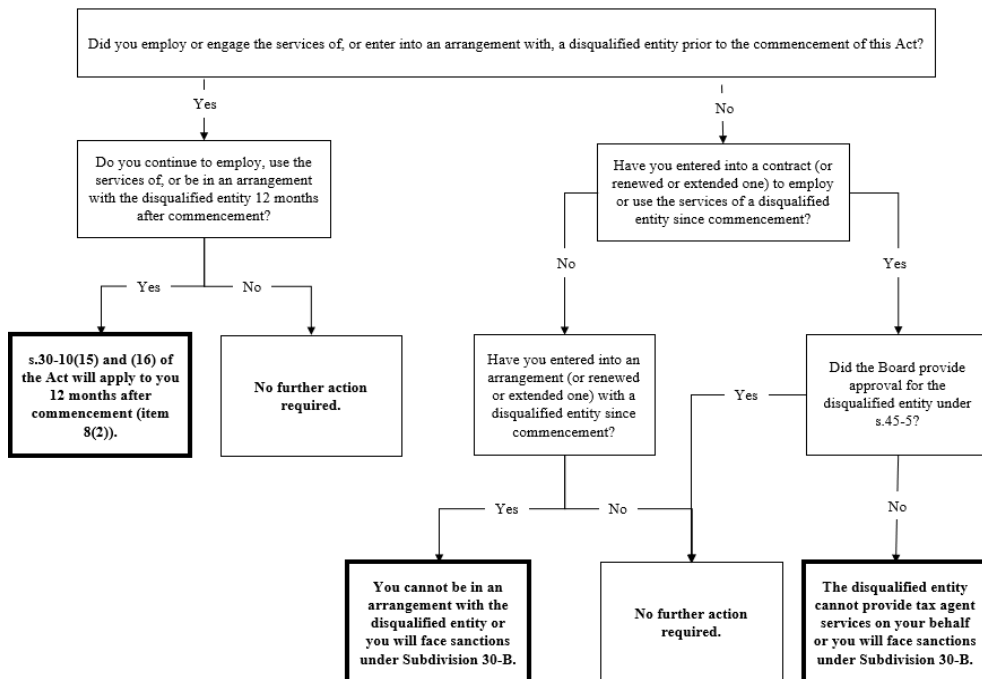 Did you employ or engage the services of, or enter into an arrangement with, a disqualified entity prior to the commencement of this Act?
Yes
No
Do you continue to employ, use the
services of, or be in an arrangement
with the disqualified entity 12 months
after commencement?
Have you entered into a contract (or
renewed or extended one) to employ
or use the services of a disqualified
entity since commencement?
Yes
No
No
Yes
s.30-10(15) and (16) of
the Act will apply to you
12 months after
commencement (item
8(2)).
No further action
required.
Have you entered into an
arrangement (or renewed
or extended one) with a
disqualified entity since
commencement?
Yes
Did the Board provide
approval for the
disqualified entity under
s.45-5?
Yes
No
No
You cannot be in an
arrangement with the
disqualified entity or
you will face sanctions
under Subdivision 30-B.
No further action
required.
The disqualified entity
cannot provide tax agent
services on your behalf
or you will face sanctions
under Subdivision 30-B.